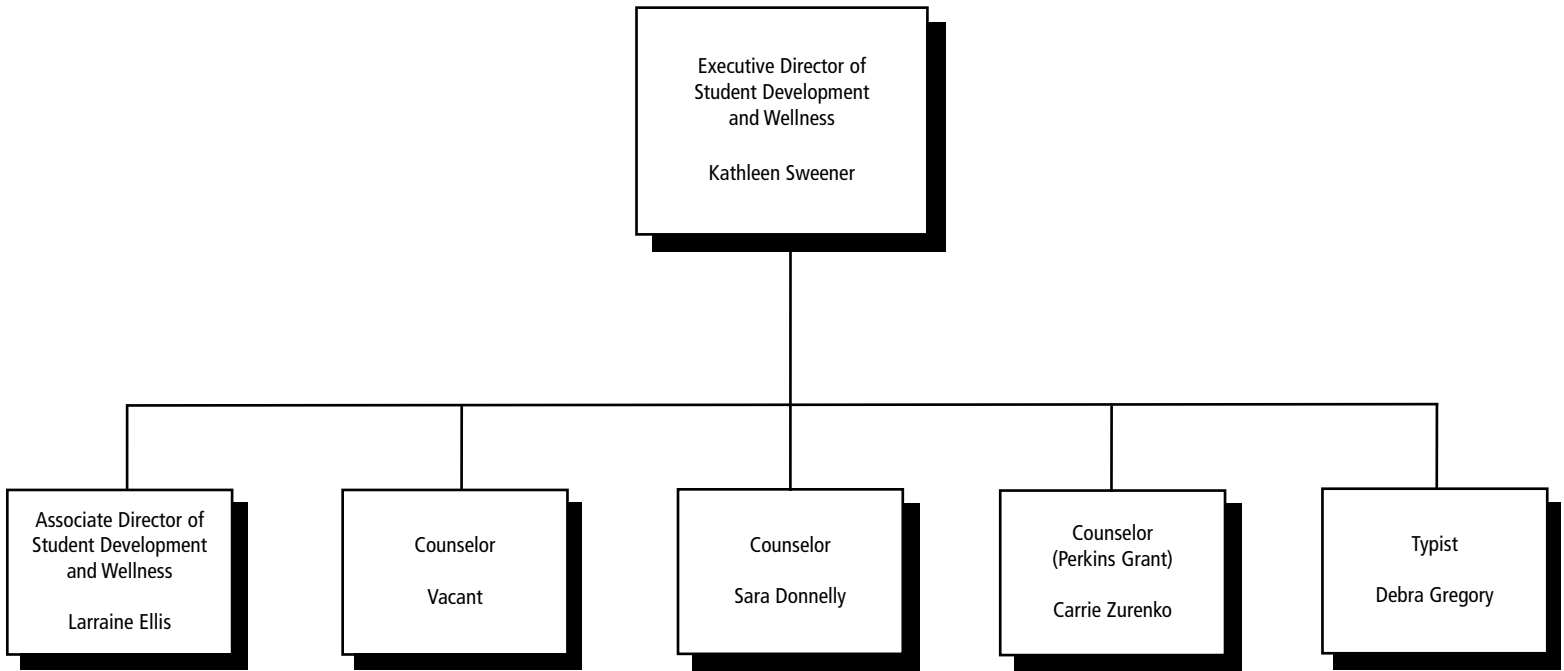 Executive Director of
Student Development
and Wellness
Kathleen Sweener
Associate Director of
Student Development
and Wellness
Larraine Ellis
Counselor
Vacant
Counselor
Sara Donnelly
Counselor
(Perkins Grant)
Carrie Zurenko
Typist
Debra Gregory